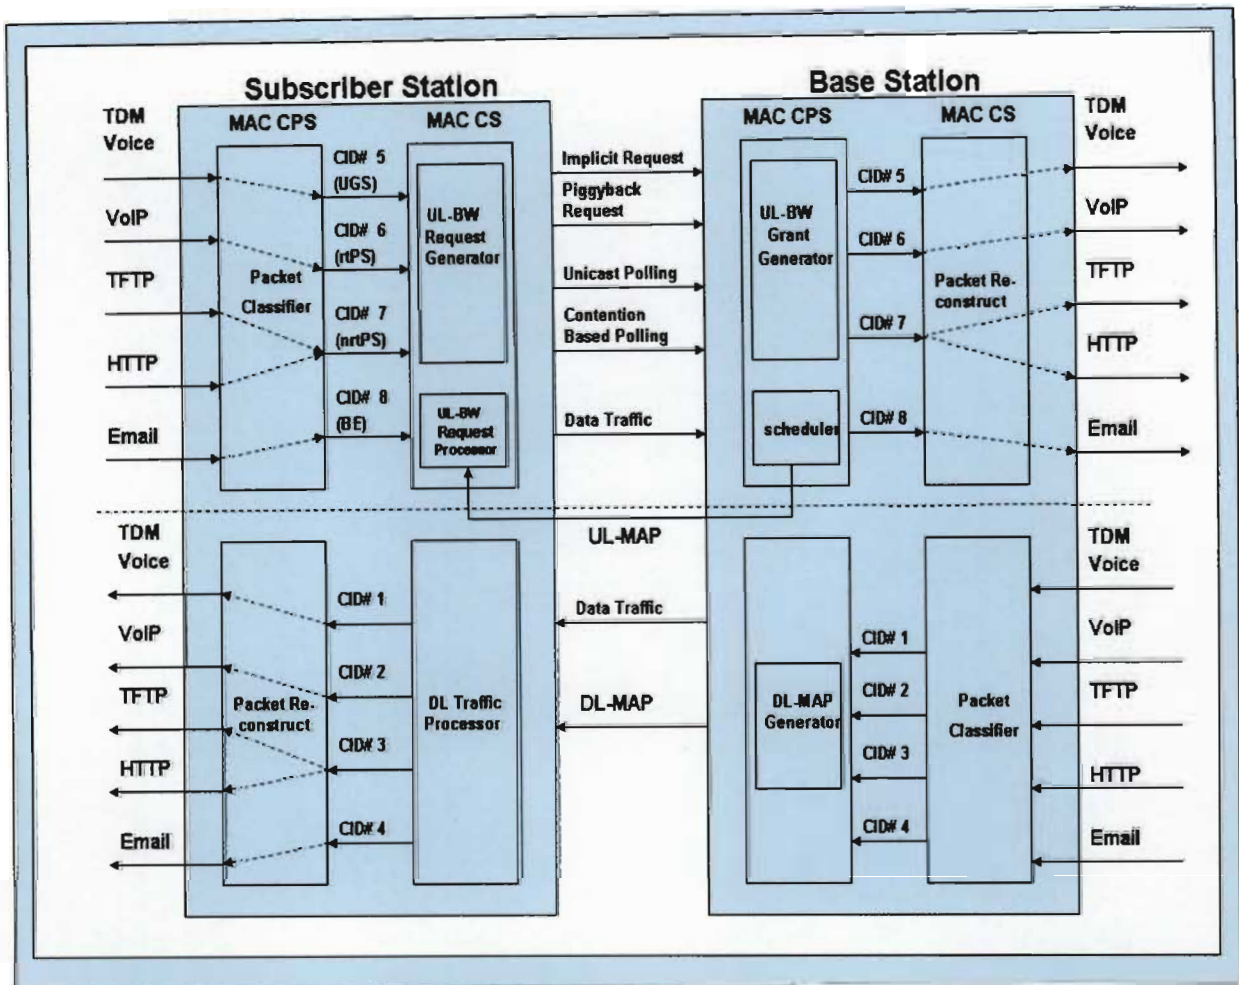 Subscriber Station
Base Station
TDM
Voice
VoIP
TFTP
HTTP
Email
MAC CPS
MAC CS
Packet
Classifier
CID# 5
(UGS)
CID# 6
(rtPS)
CID# 7
(nrtPS)
CID# 8
(BE)
UL-BW
Request
Generator
UL-BW
Request
Processor
Implicit Request
Piggyback
Request
Unicast Polling
Contention
Based Polling
Data Traffic
MAC CPS
MAC CS
UL-BW
Grant
Generator
scheduler
CID# 5
CID# 6
CID# 7
CID# 8
Packet Re-
construct
TDM
Voice
VoIP
TFTP
HTTP
Email
UL-MAP
TDM
Voice
VoIP
TFTP
HTTP
Email
Packet Re-
construct
CID# 1
CID# 2
CID# 3
CID# 4
DL Traffic
Processor
Data Traffic
DL-MAP
DL-MAP
Generator
CID# 1
CID# 2
CID# 3
CID# 4
Packet
Classifier
TDM
Voice
VoIP
TFTP
HTTP
Email